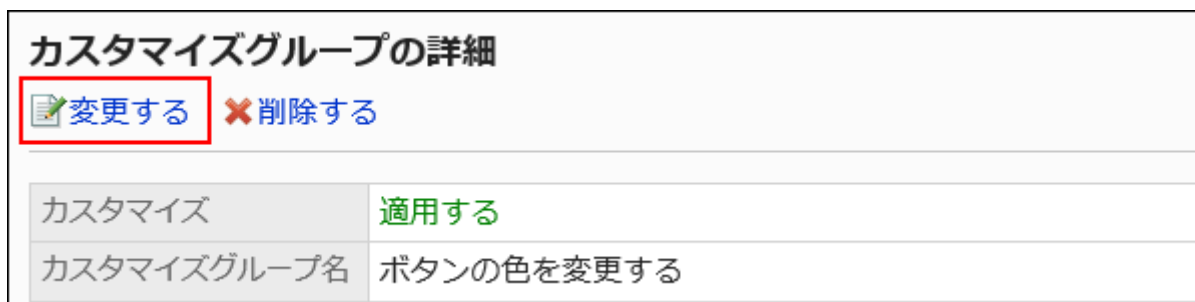 カスタマイズグループの詳細
変更する 削除する
カスタマイズ 適用する
カスタマイズグループ名 ボタンの色を変更する